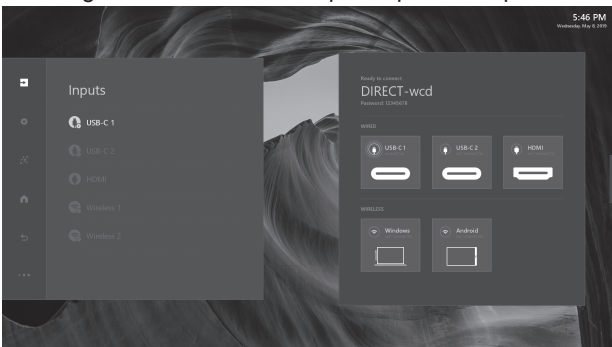 5:46 PM
Wednesday, May 8, 2019
Inputs
USB-C 1
USB-C 2
HDMI
Wireless 1
Wireless 2
Ready to connect
DIRECT-wcd
Password: 12345678
WIRED
USB-C 1
USB-C 2
HDMI
WIRELESS
Windows
Android